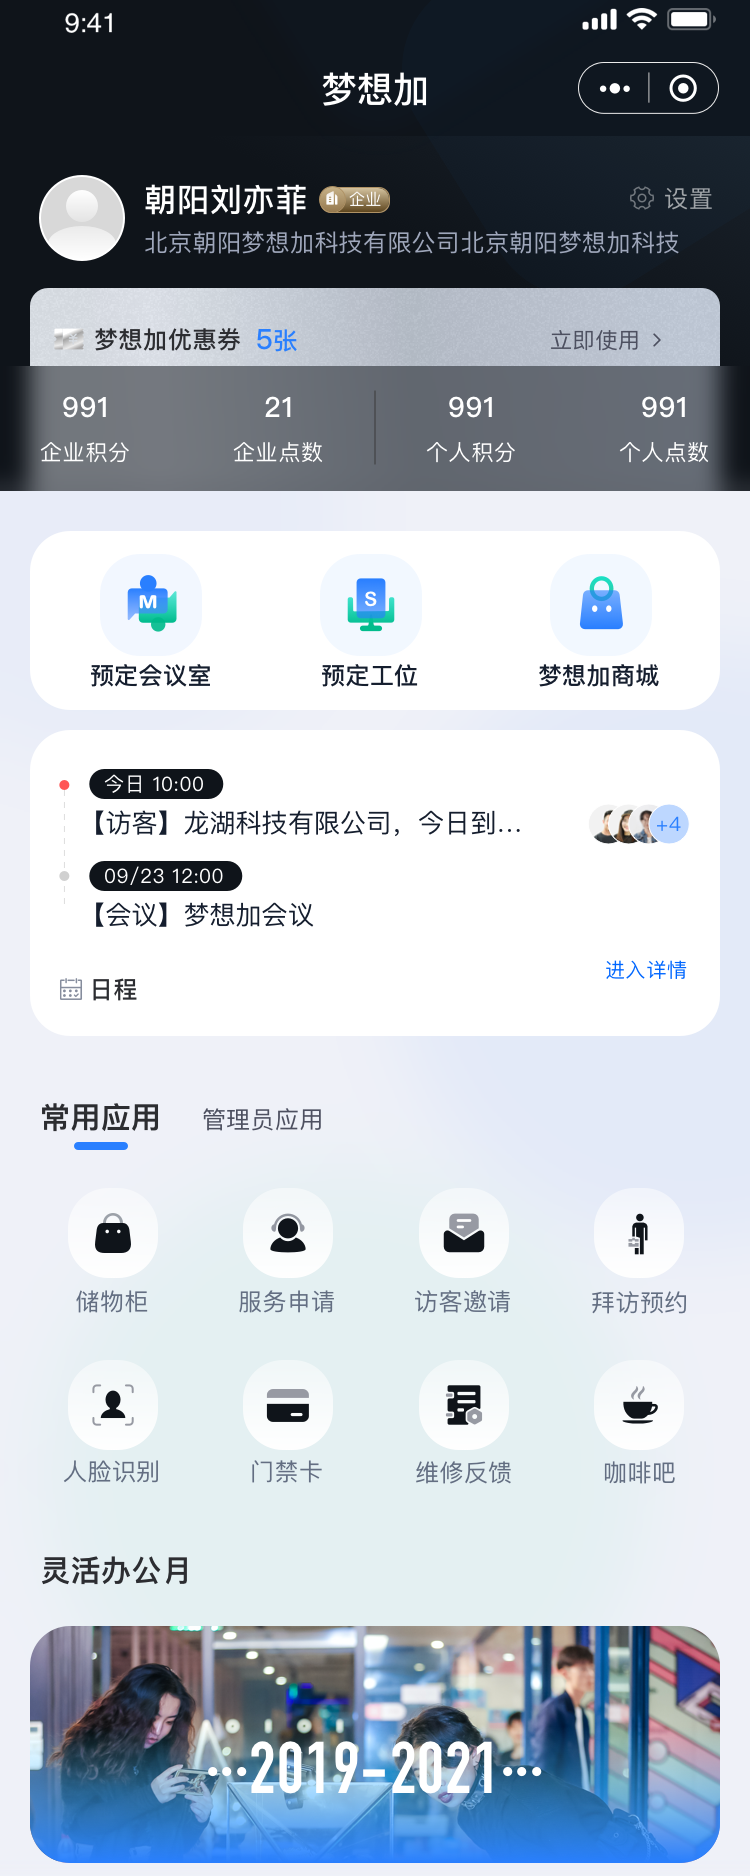 9:41
梦想加
朝阳刘亦菲 企业 设置
北京朝阳梦想加科技有限公司北京朝阳梦想加科技
梦想加优惠券 5张 立即使用
991 21 991 991
企业积分 企业点数 个人积分 个人点数
M S
预定会议室 预定工位 梦想加商城
今日 10:00
【访客】龙湖科技有限公司，今日到... +4
09/23 12:00
【会议】梦想加会议
进入详情
日程
常用应用 管理员应用
储物柜 服务申请 访客邀请 拜访预约
人脸识别 门禁卡 维修反馈 咖啡吧
灵活办公月
···2019-2021···